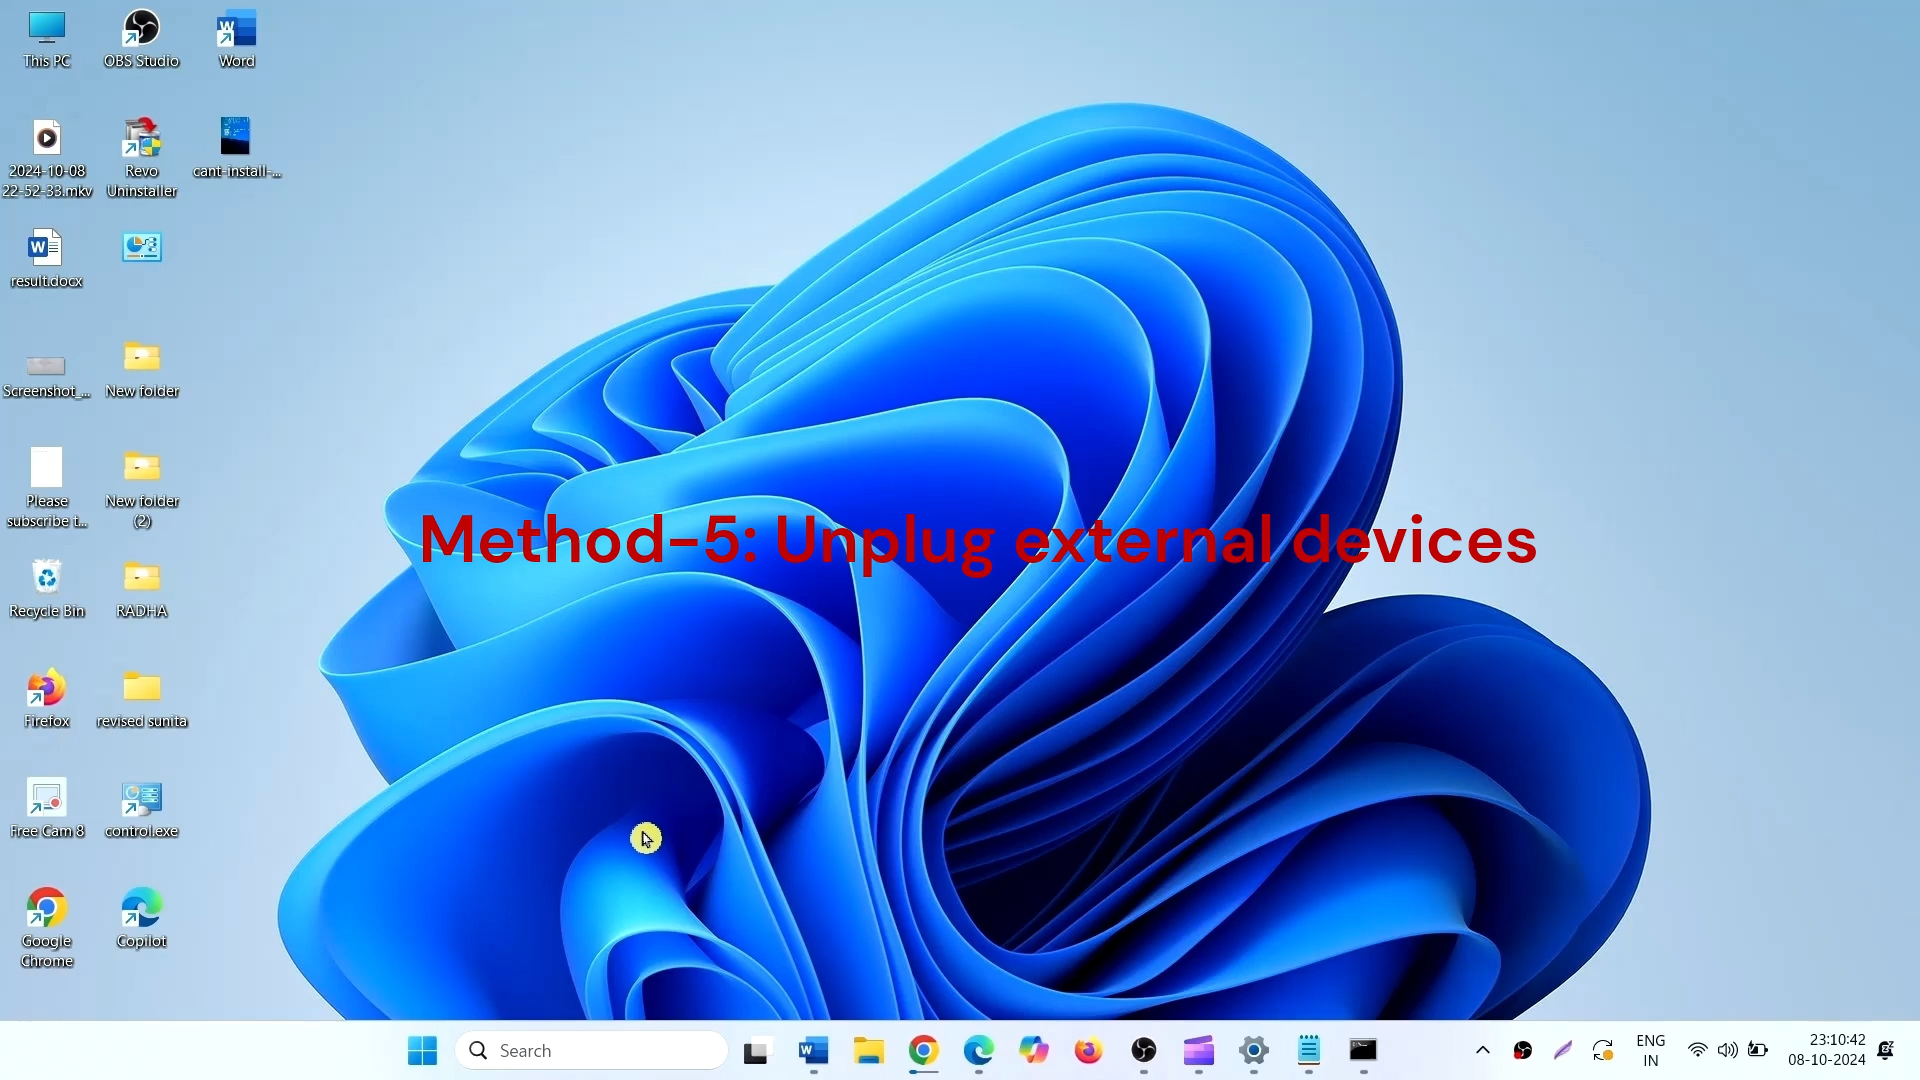 This PC
OBS Studio
Word
2024-10-08
22-52-33.mkv
Revo
Uninstaller
cant-install-...
result.docx
Screenshot_...
New folder
Please
subscribe t...
New folder
(2)
Method-5: Unplug external devices
Recycle Bin
RADHA
Firefox
revised sunita
Free Cam 8
control.exe
Google
Chrome
Copilot
Search
ENG
IN
23:10:42
08-10-2024